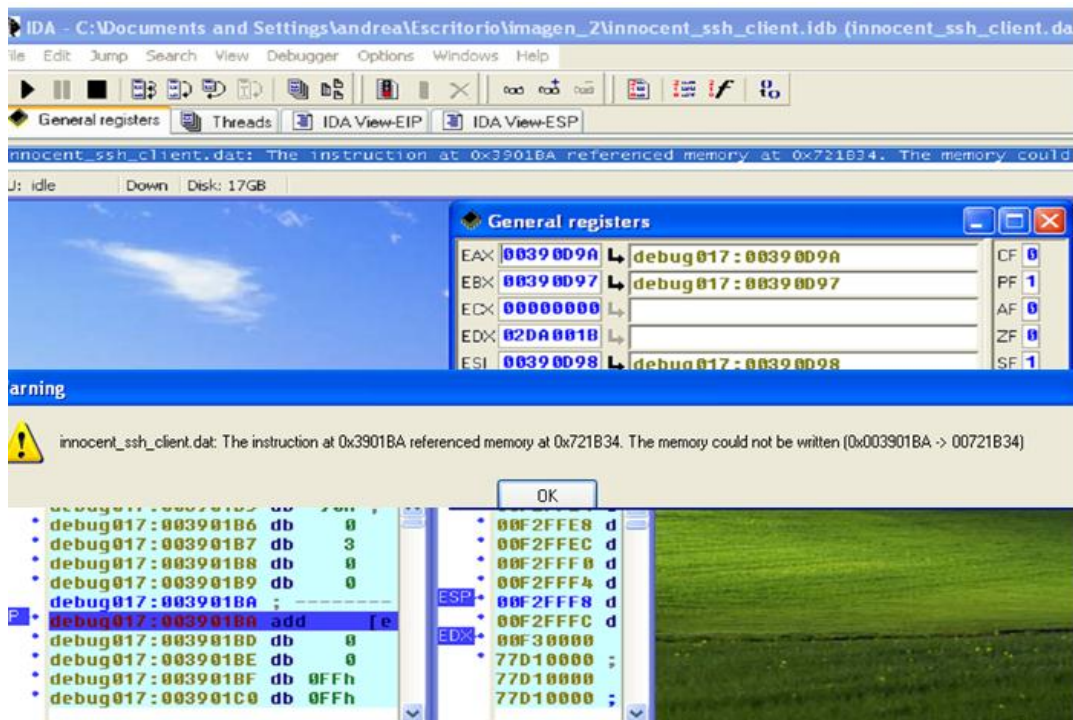 IDA - C:\Documents and Settings\andrea\Escritorio\imagen_2\innocent_ssh_client.idb (innocent_ssh_client.da
File Edit Jump Search View Debugger Options Windows Help
General registers Threads IDA View-EIP IDA View-ESP
nnocent_ssh_client.dat: The instruction at 0x3901BA referenced memory at 0x721B34. The memory could
U: idle Down Disk: 17GB
General registers
EAX 00390D9A debug017:00390D9A CF 0
EBX 00390D97 debug017:00390D97 PF 1
ECX 00000000 AF 0
EDX 02DA001B ZF 0
ESI 00390D98 debug017:00390D98 SF 1
arning
innocent_ssh_client.dat: The instruction at 0x3901BA referenced memory at 0x721B34. The memory could not be written (0x003901BA -> 00721B34)
OK
debug017:003901B6 db 0
debug017:003901B7 db 3
debug017:003901B8 db 0
debug017:003901B9 db 0
debug017:003901BA ; --------
P debug017:003901BA add [e
debug017:003901BD db 0
debug017:003901BE db 0
debug017:003901BF db 0FFh
debug017:003901C0 db 0FFh
00F2FFE8 d
00F2FFEC d
00F2FFF0 d
00F2FFF4 d
ESP 00F2FFF8 d
00F2FFFC d
EDX 00F30000
77D10000 ;
77D10000
77D10000 ;